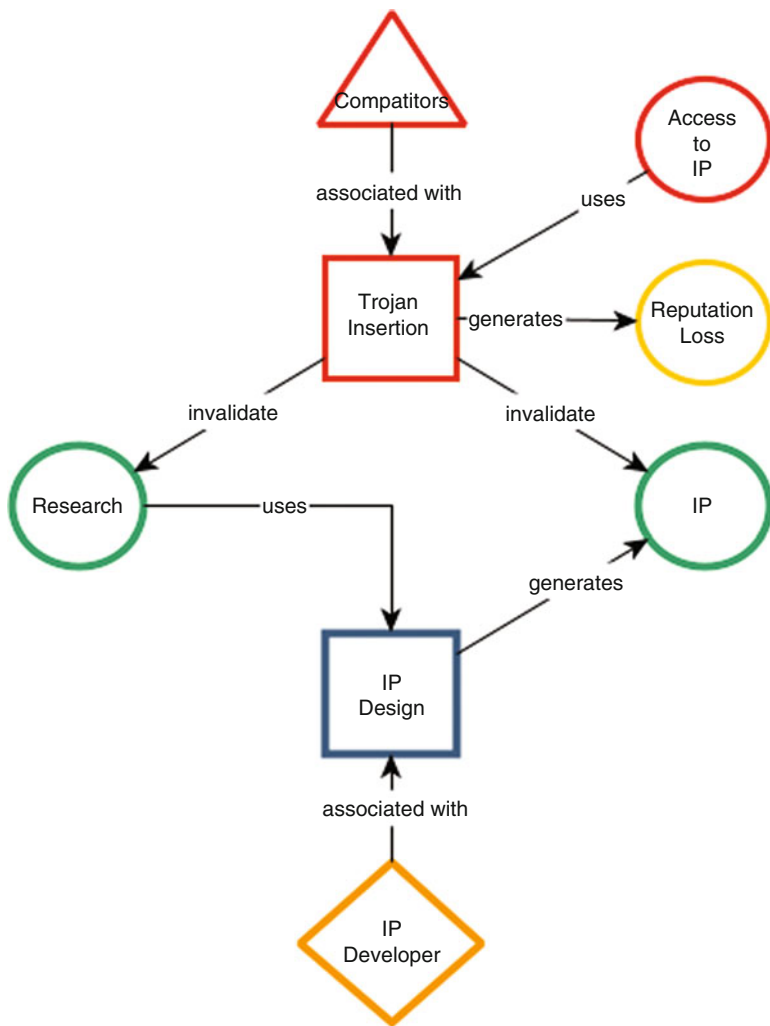 Compatitors
Access
to
IP
associated with
uses
Trojan
Insertion
generates
Reputation
Loss
invalidate
invalidate
Research
uses
IP
generates
IP
Design
associated with
IP
Developer